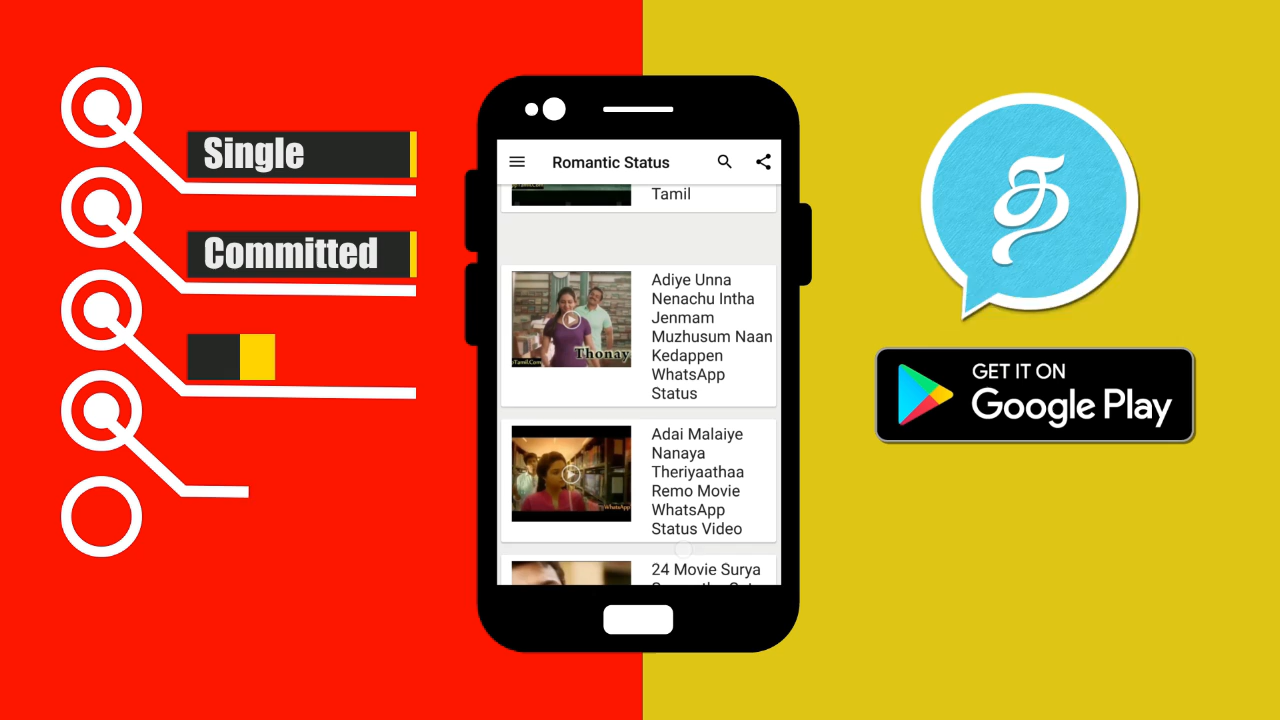 Single
Committed
Romantic Status
Tamil
Adiye Unna
Nenachu Intha
Jenmam
Muzhusum Naan
Kedappen
WhatsApp
Status
Thonay
Adai Malaiye
Nanaya
Theriyaathaa
Remo Movie
WhatsApp
Status Video
WhatsApp
24 Movie Surya
த
GET IT ON
Google Play